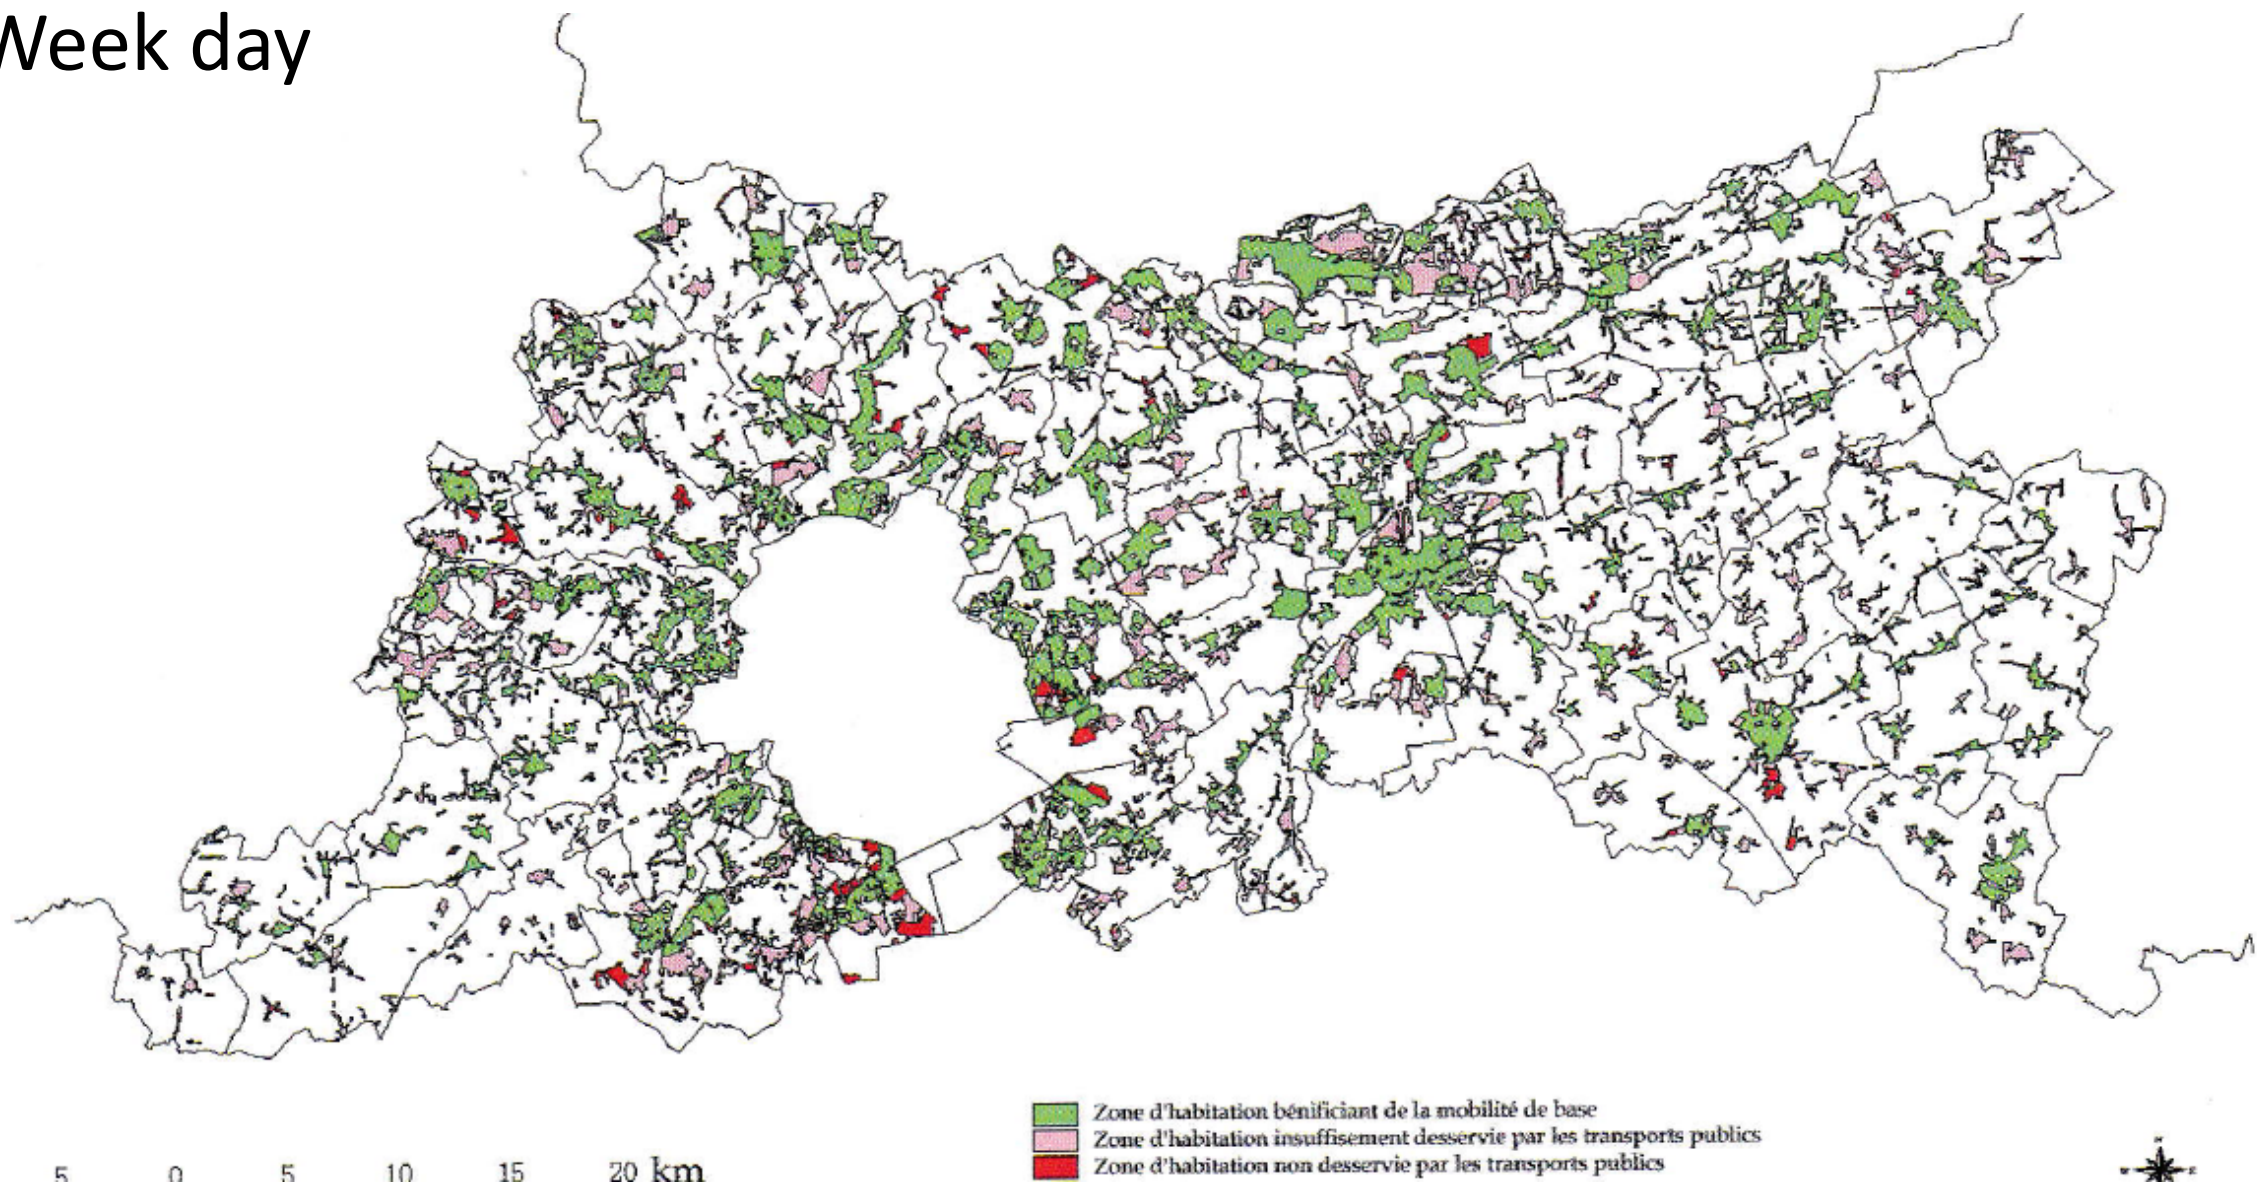 Week day
Zone d'habitation bénificiant de la mobilité de base
Zone d'habitation insuffisement desservie par les transports publics
Zone d'habitation non desservie par les transports publics
5 0 5 10 15 20 km